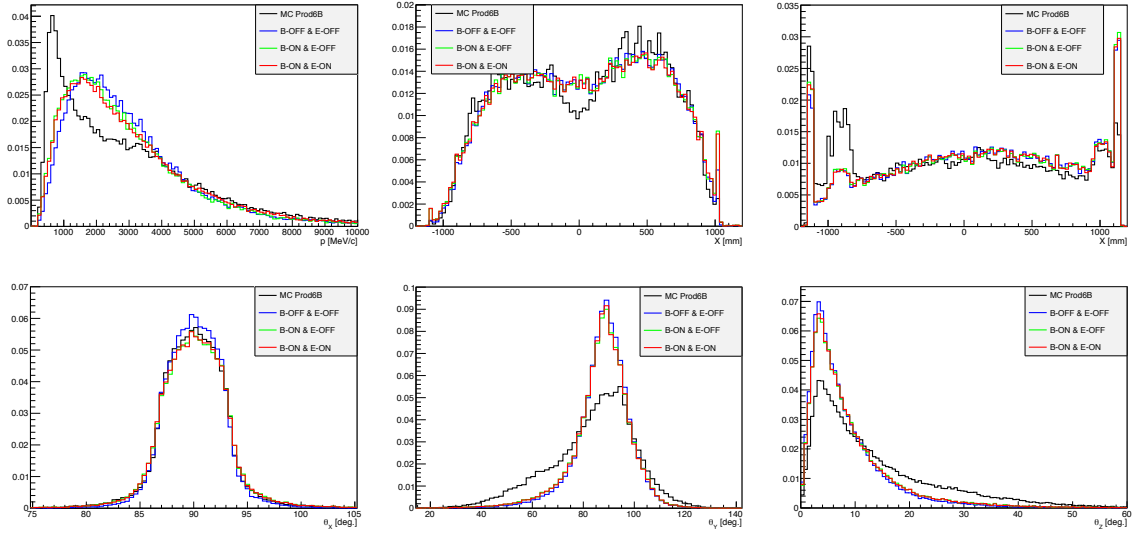 0.04
0.035
0.03
0.025
0.02
0.015
0.01
0.005
0
1000 2000 3000 4000 5000 6000 7000 8000 9000 10000
p [MeV/c]
MC Prod6B
B-OFF & E-OFF
B-ON & E-OFF
B-ON & E-ON
0.02
0.018
0.016
0.014
0.012
0.01
0.008
0.006
0.004
0.002
0
-1000 -500 0 500 1000
X [mm]
MC Prod6B
B-OFF & E-OFF
B-ON & E-OFF
B-ON & E-ON
0.035
0.03
0.025
0.02
0.015
0.01
0.005
0
-1000 -500 0 500 1000
X [mm]
MC Prod6B
B-OFF & E-OFF
B-ON & E-OFF
B-ON & E-ON
0.07
0.06
0.05
0.04
0.03
0.02
0.01
0
75 80 85 90 95 100 105
θX [deg.]
MC Prod6B
B-OFF & E-OFF
B-ON & E-OFF
B-ON & E-ON
0.1
0.09
0.08
0.07
0.06
0.05
0.04
0.03
0.02
0.01
0
20 40 60 80 100 120 140
θY [deg.]
MC Prod6B
B-OFF & E-OFF
B-ON & E-OFF
B-ON & E-ON
0.07
0.06
0.05
0.04
0.03
0.02
0.01
0
0 10 20 30 40 50 60
θZ [deg.]
MC Prod6B
B-OFF & E-OFF
B-ON & E-OFF
B-ON & E-ON